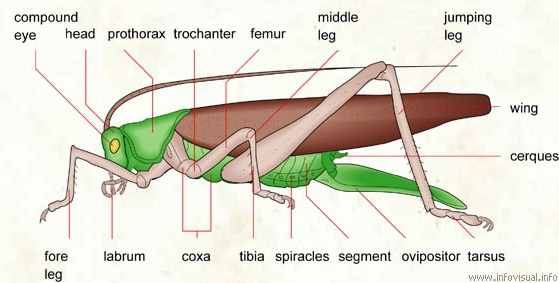 compound
eye
head
prothorax
trochanter
femur
middle
leg
jumping
leg
wing
cerques
fore
leg
labrum
coxa
tibia
spiracles
segment
ovipositor
tarsus
www.infovisual.info